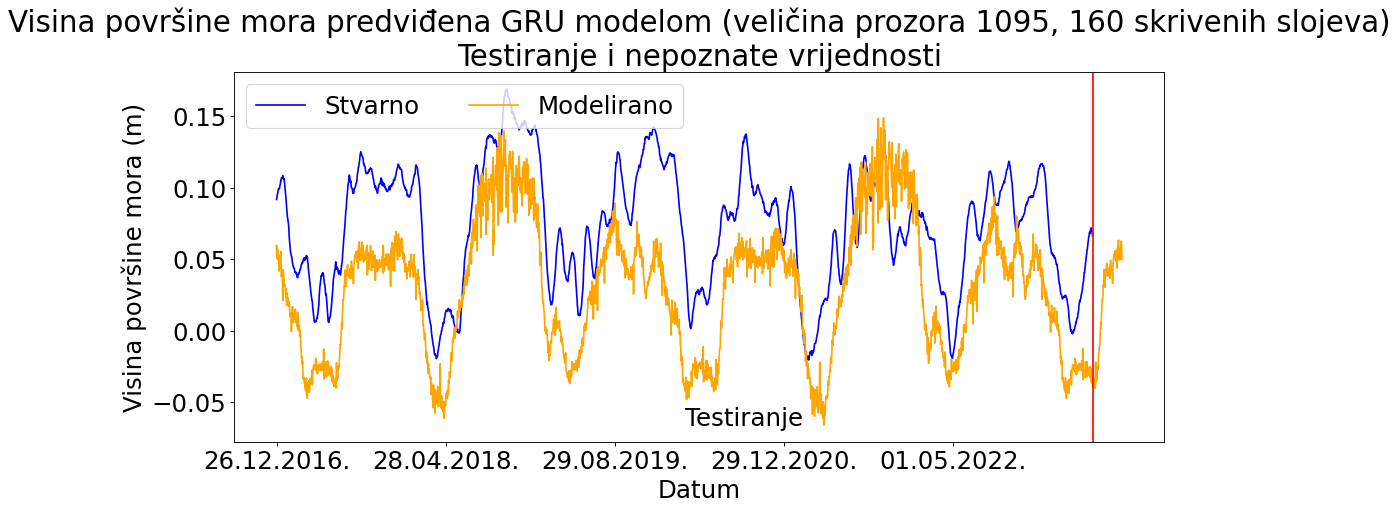 Visina površine mora predviđena GRU modelom (veličina prozora 1095, 160 skrivenih slojeva)
Testiranje i nepoznate vrijednosti
Stvarno Modelirano
Visina površine mora (m)
0.15
0.10
0.05
0.00
−0.05
Testiranje
26.12.2016. 28.04.2018. 29.08.2019. 29.12.2020. 01.05.2022.
Datum